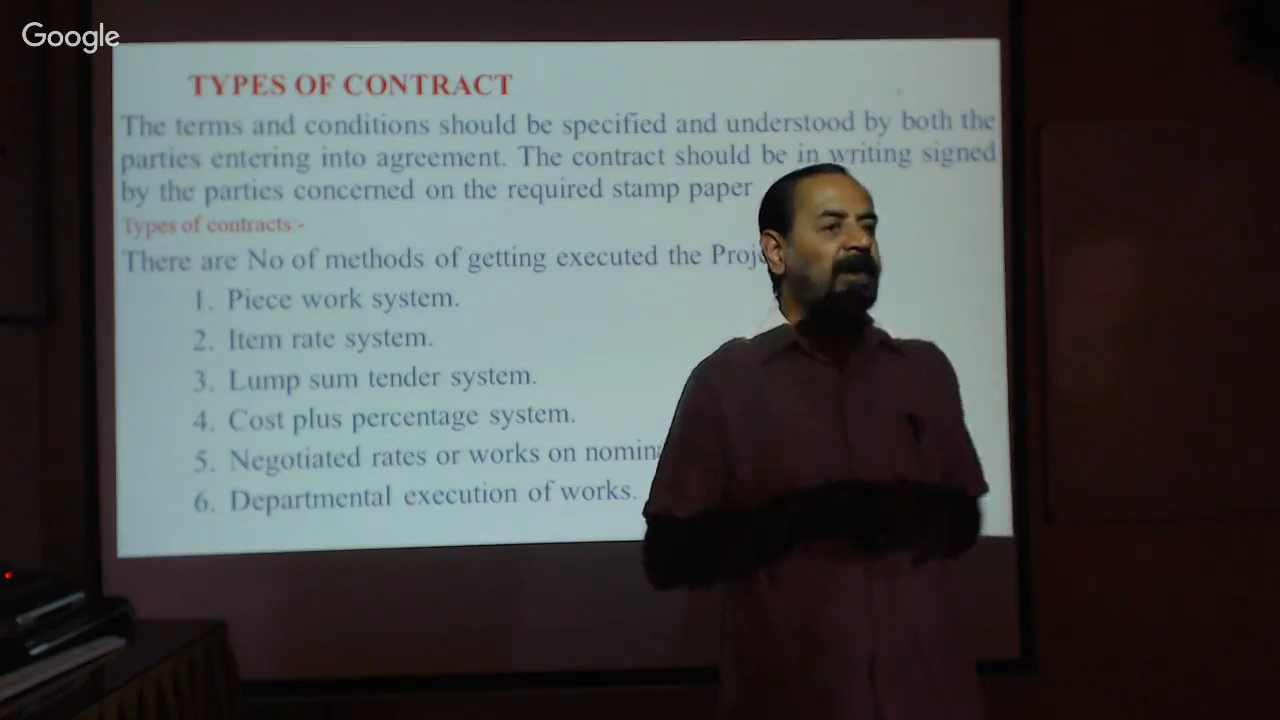 Google
TYPES OF CONTRACT
The terms and conditions should be specified and understood by both the
parties entering into agreement. The contract should be in writing signed
by the parties concerned on the required stamp paper
Types of contracts:-
There are No of methods of getting executed the
1. Piece work system.
2. Item rate system.
3. Lump sum tender system.
4. Cost plus percentage system.
5. Negotiated rates or works on
6. Departmental execution of works.